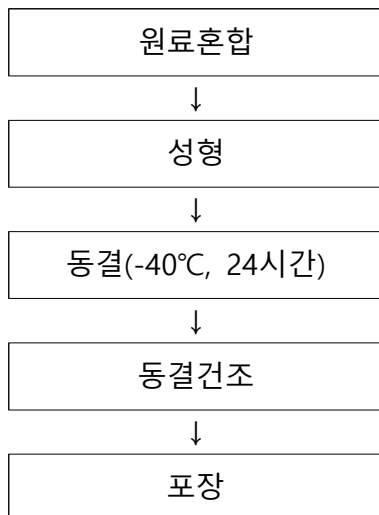 원료혼합
↓
성형
↓
동결(-40℃, 24시간)
↓
동결건조
↓
포장